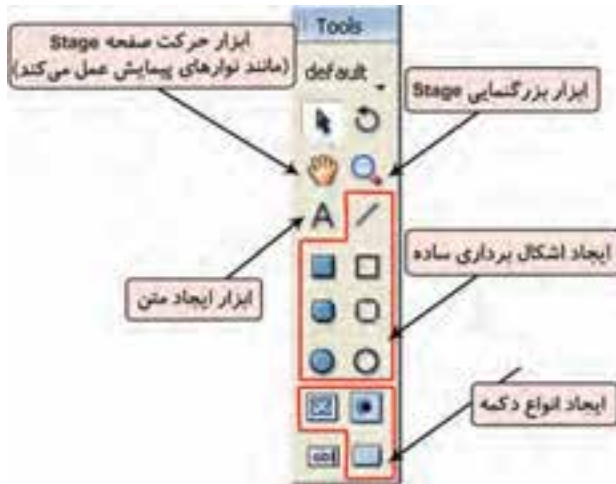 Tools
default
ابزار حرکت صفحه Stage
(مانند نوارهای پیمایش عمل می‌کند)
ابزار بزرگنمایی Stage
A
ایجاد اشکال برداری ساده
ابزار ایجاد متن
ایجاد انواع دکمه
abl